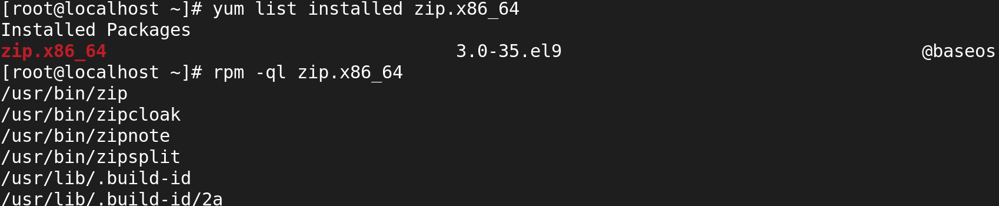 [root@localhost ~]# yum list installed zip.x86_64
Installed Packages
zip.x86_64 3.0-35.el9 @baseos
[root@localhost ~]# rpm -ql zip.x86_64
/usr/bin/zip
/usr/bin/zipcloak
/usr/bin/zipnote
/usr/bin/zipsplit
/usr/lib/.build-id
/usr/lib/.build-id/2a